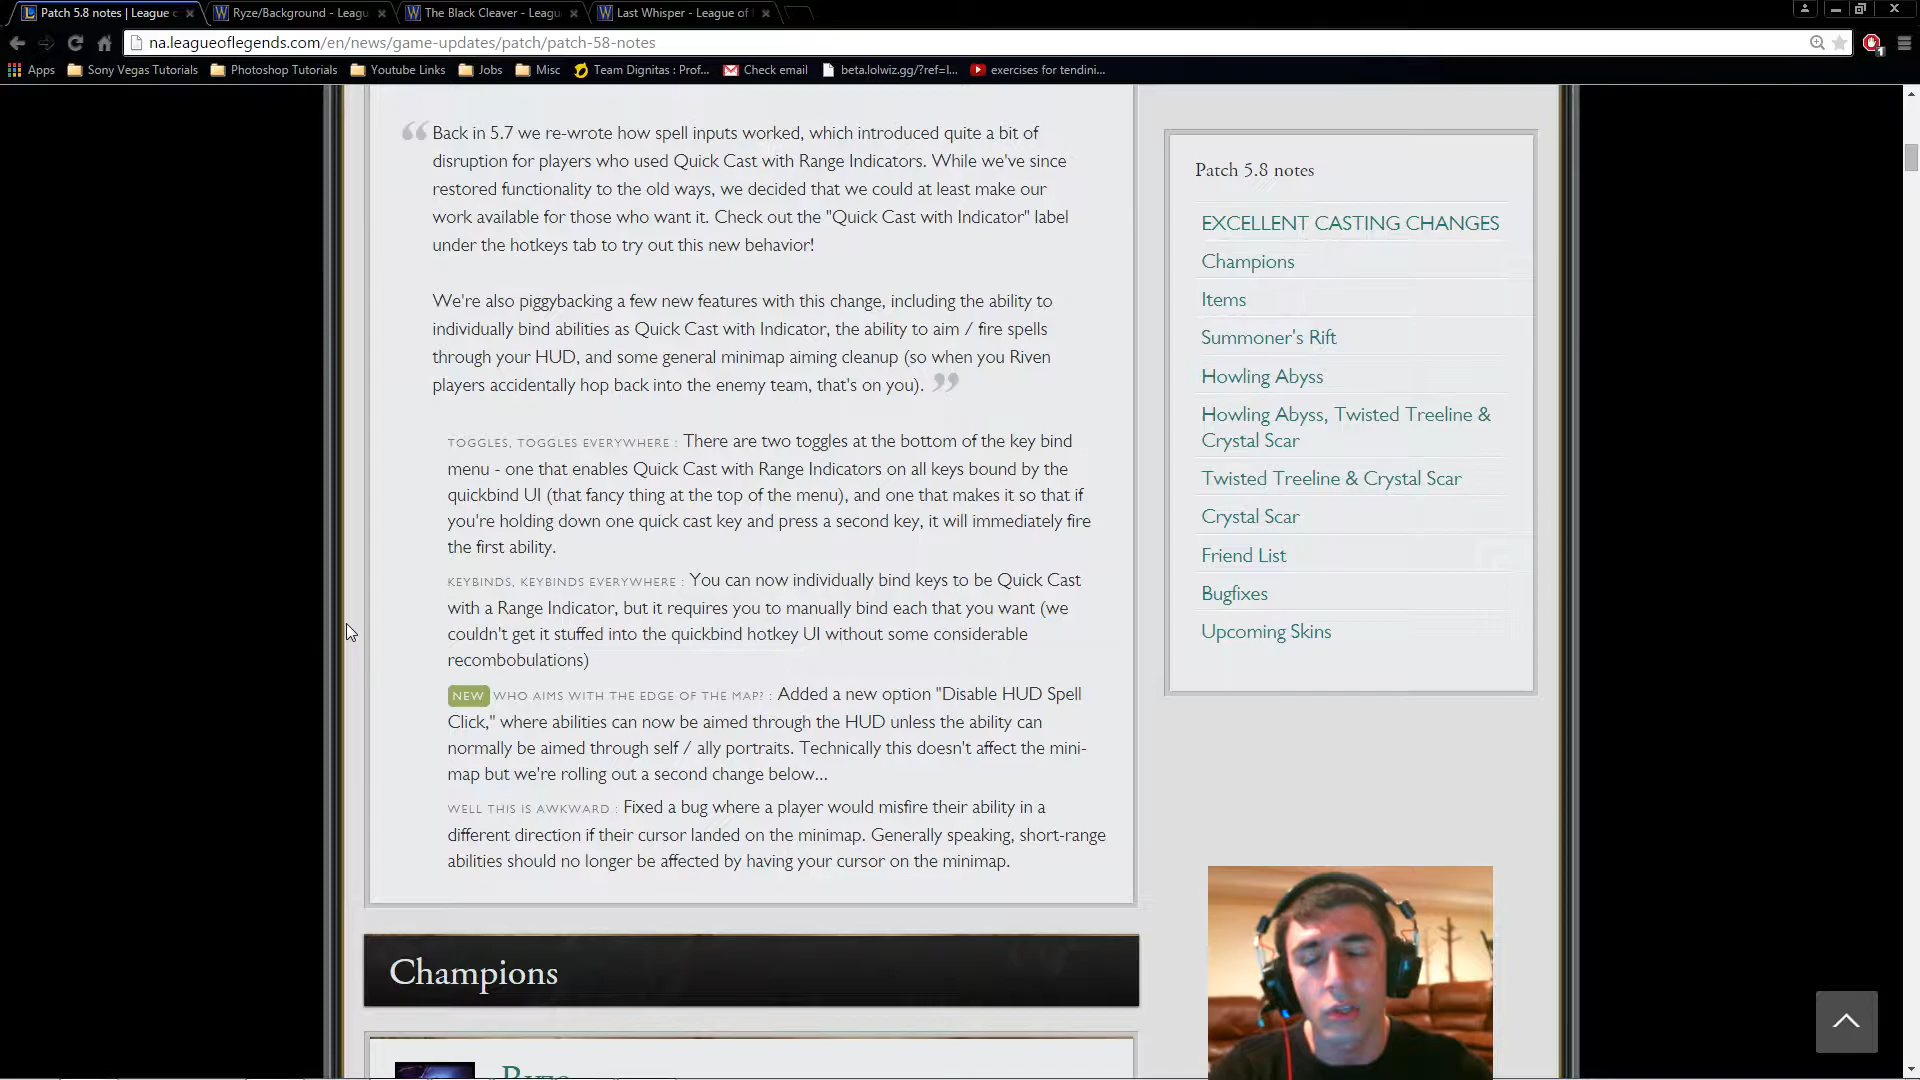 Patch 5.8 notes | League c
Ryze/Background - Leagu
The Black Cleaver - Leagu
Last Whisper - League of
na.leagueoflegends.com/en/news/game-updates/patch/patch-58-notes
Apps
Sony Vegas Tutorials
Photoshop Tutorials
Youtube Links
Jobs
Misc
Team Dignitas : Prof...
Check email
beta.lolwiz.gg/?ref=l...
exercises for tendini...
“ Back in 5.7 we re-wrote how spell inputs worked, which introduced quite a bit of
disruption for players who used Quick Cast with Range Indicators. While we've since
restored functionality to the old ways, we decided that we could at least make our
work available for those who want it. Check out the "Quick Cast with Indicator" label
under the hotkeys tab to try out this new behavior!
We're also piggybacking a few new features with this change, including the ability to
individually bind abilities as Quick Cast with Indicator, the ability to aim / fire spells
through your HUD, and some general minimap aiming cleanup (so when you Riven
players accidentally hop back into the enemy team, that's on you). ”
TOGGLES, TOGGLES EVERYWHERE : There are two toggles at the bottom of the key bind
menu - one that enables Quick Cast with Range Indicators on all keys bound by the
quickbind UI (that fancy thing at the top of the menu), and one that makes it so that if
you're holding down one quick cast key and press a second key, it will immediately fire
the first ability.
KEYBINDS, KEYBINDS EVERYWHERE : You can now individually bind keys to be Quick Cast
with a Range Indicator, but it requires you to manually bind each that you want (we
couldn't get it stuffed into the quickbind hotkey UI without some considerable
recombobulations)
NEW WHO AIMS WITH THE EDGE OF THE MAP? : Added a new option "Disable HUD Spell
Click," where abilities can now be aimed through the HUD unless the ability can
normally be aimed through self / ally portraits. Technically this doesn't affect the mini-
map but we're rolling out a second change below...
WELL THIS IS AWKWARD : Fixed a bug where a player would misfire their ability in a
different direction if their cursor landed on the minimap. Generally speaking, short-range
abilities should no longer be affected by having your cursor on the minimap.
Champions
Ryze
Patch 5.8 notes
EXCELLENT CASTING CHANGES
Champions
Items
Summoner's Rift
Howling Abyss
Howling Abyss, Twisted Treeline &
Crystal Scar
Twisted Treeline & Crystal Scar
Crystal Scar
Friend List
Bugfixes
Upcoming Skins
1